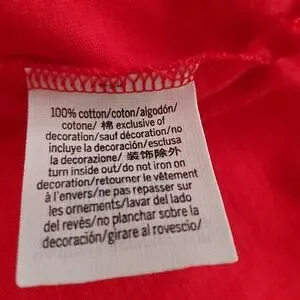 100% cotton/coton/algodón/
cotone/ 棉 exclusive of
decoration/sauf décoration/no
incluye la decoración/esclusa
la decorazione/ 装饰除外
turn inside out/do not iron on
decoration/retourner le vêtement
à l'envers/ne pas repasser sur
les ornements/lavar del lado
del revés/no planchar sobre la
decoración/girare al rovescio/